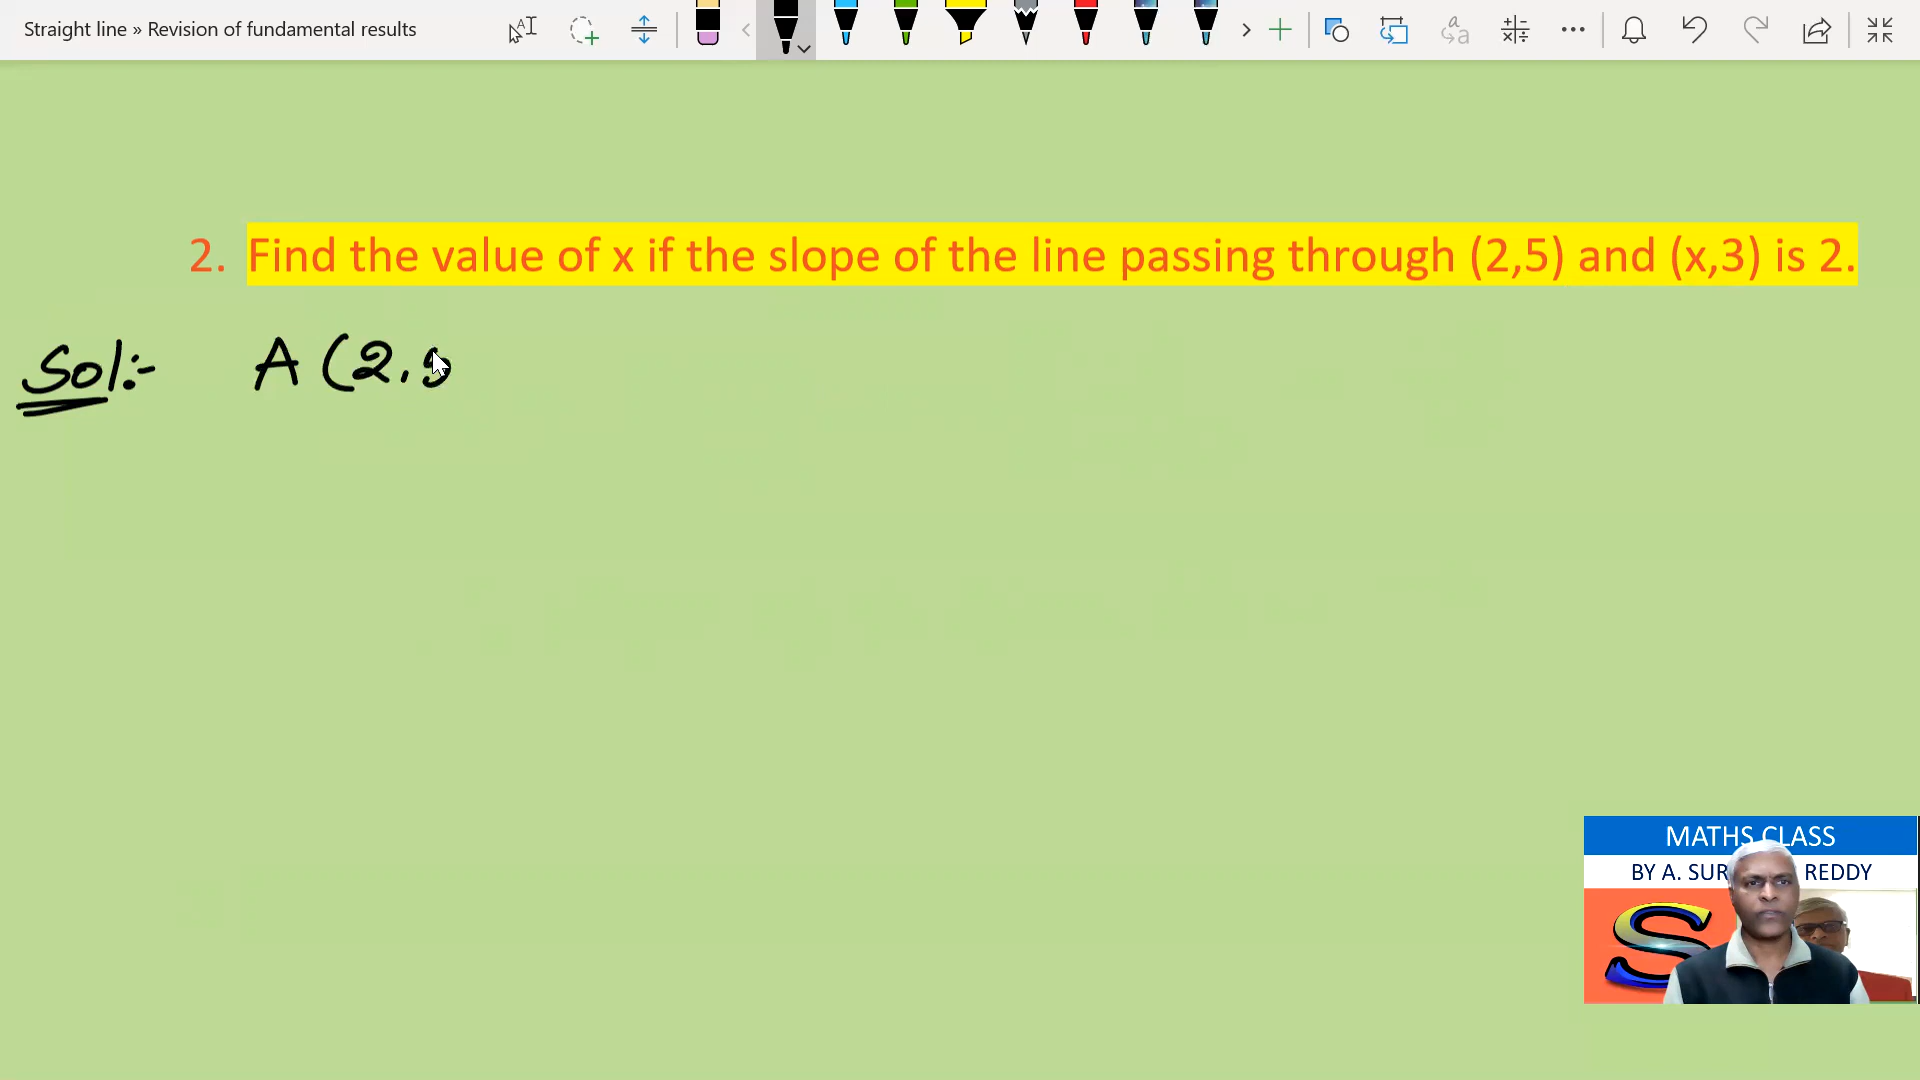 Straight line » Revision of fundamental results
2. Find the value of x if the slope of the line passing through (2,5) and (x,3) is 2.
Sol:- A (2,5
MATHS CLASS
BY A. SUR REDDY
S